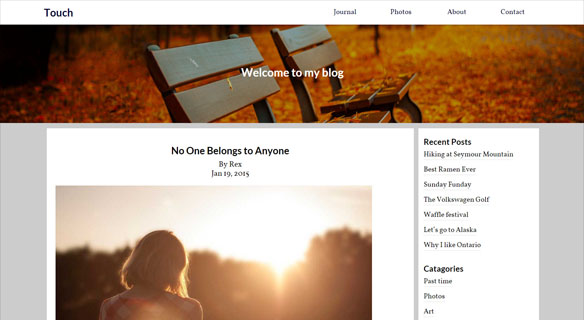 Touch
Journal
Photos
About
Contact
Welcome to my blog
No One Belongs to Anyone
By Rex
Jan 19, 2015
Recent Posts
Hiking at Seymour Mountain
Best Ramen Ever
Sunday Funday
The Volkswagen Golf
Waffle festival
Let's go to Alaska
Why I like Ontario
Catagories
Past time
Photos
Art